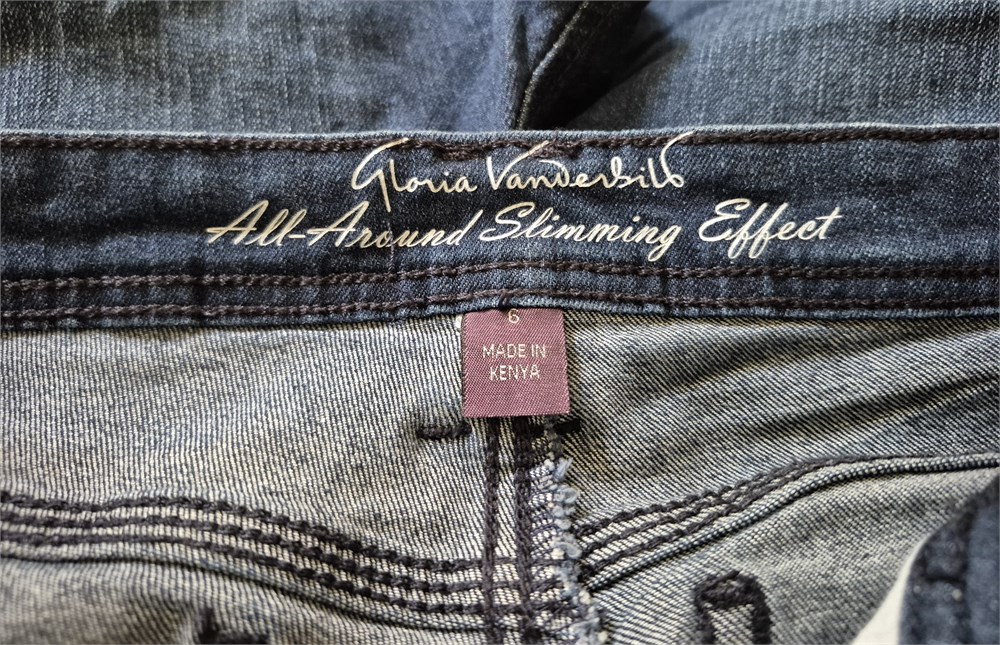 Gloria Vanderbilt
All-Around Slimming Effect
6
MADE IN
KENYA